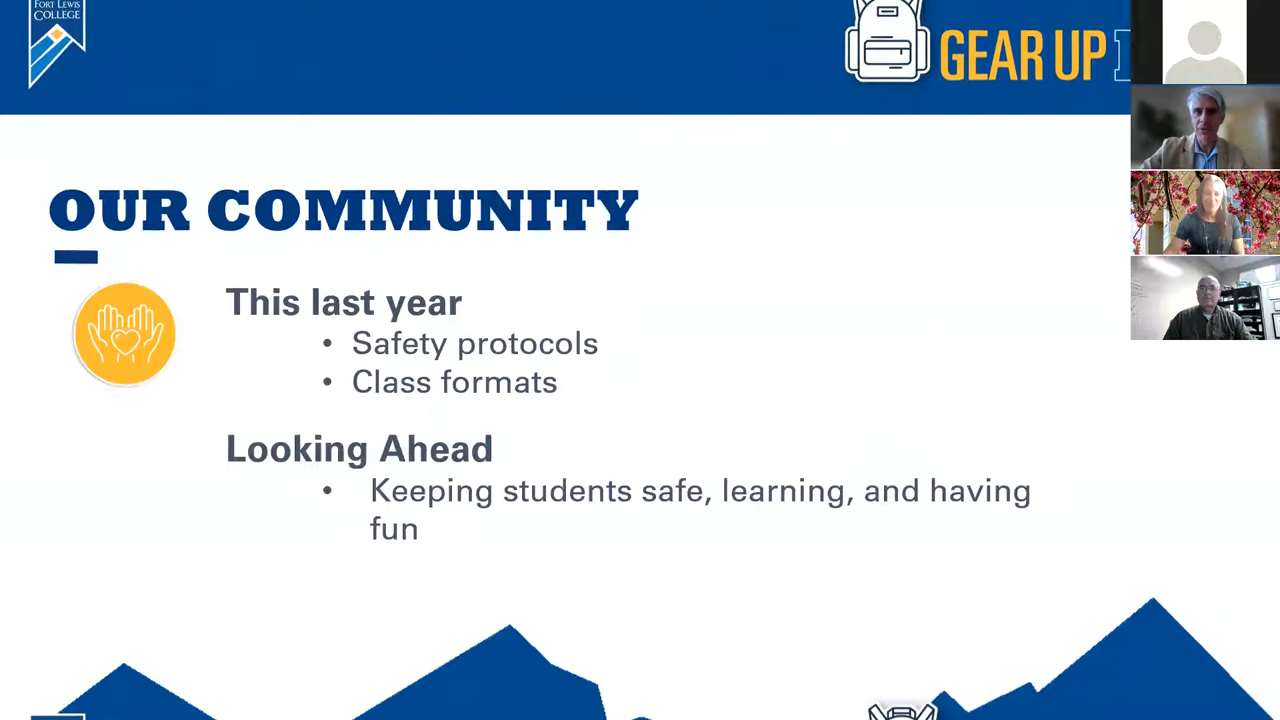 FORT LEWIS
COLLEGE
GEAR UP
OUR COMMUNITY
This last year
• Safety protocols
• Class formats
Looking Ahead
• Keeping students safe, learning, and having
fun